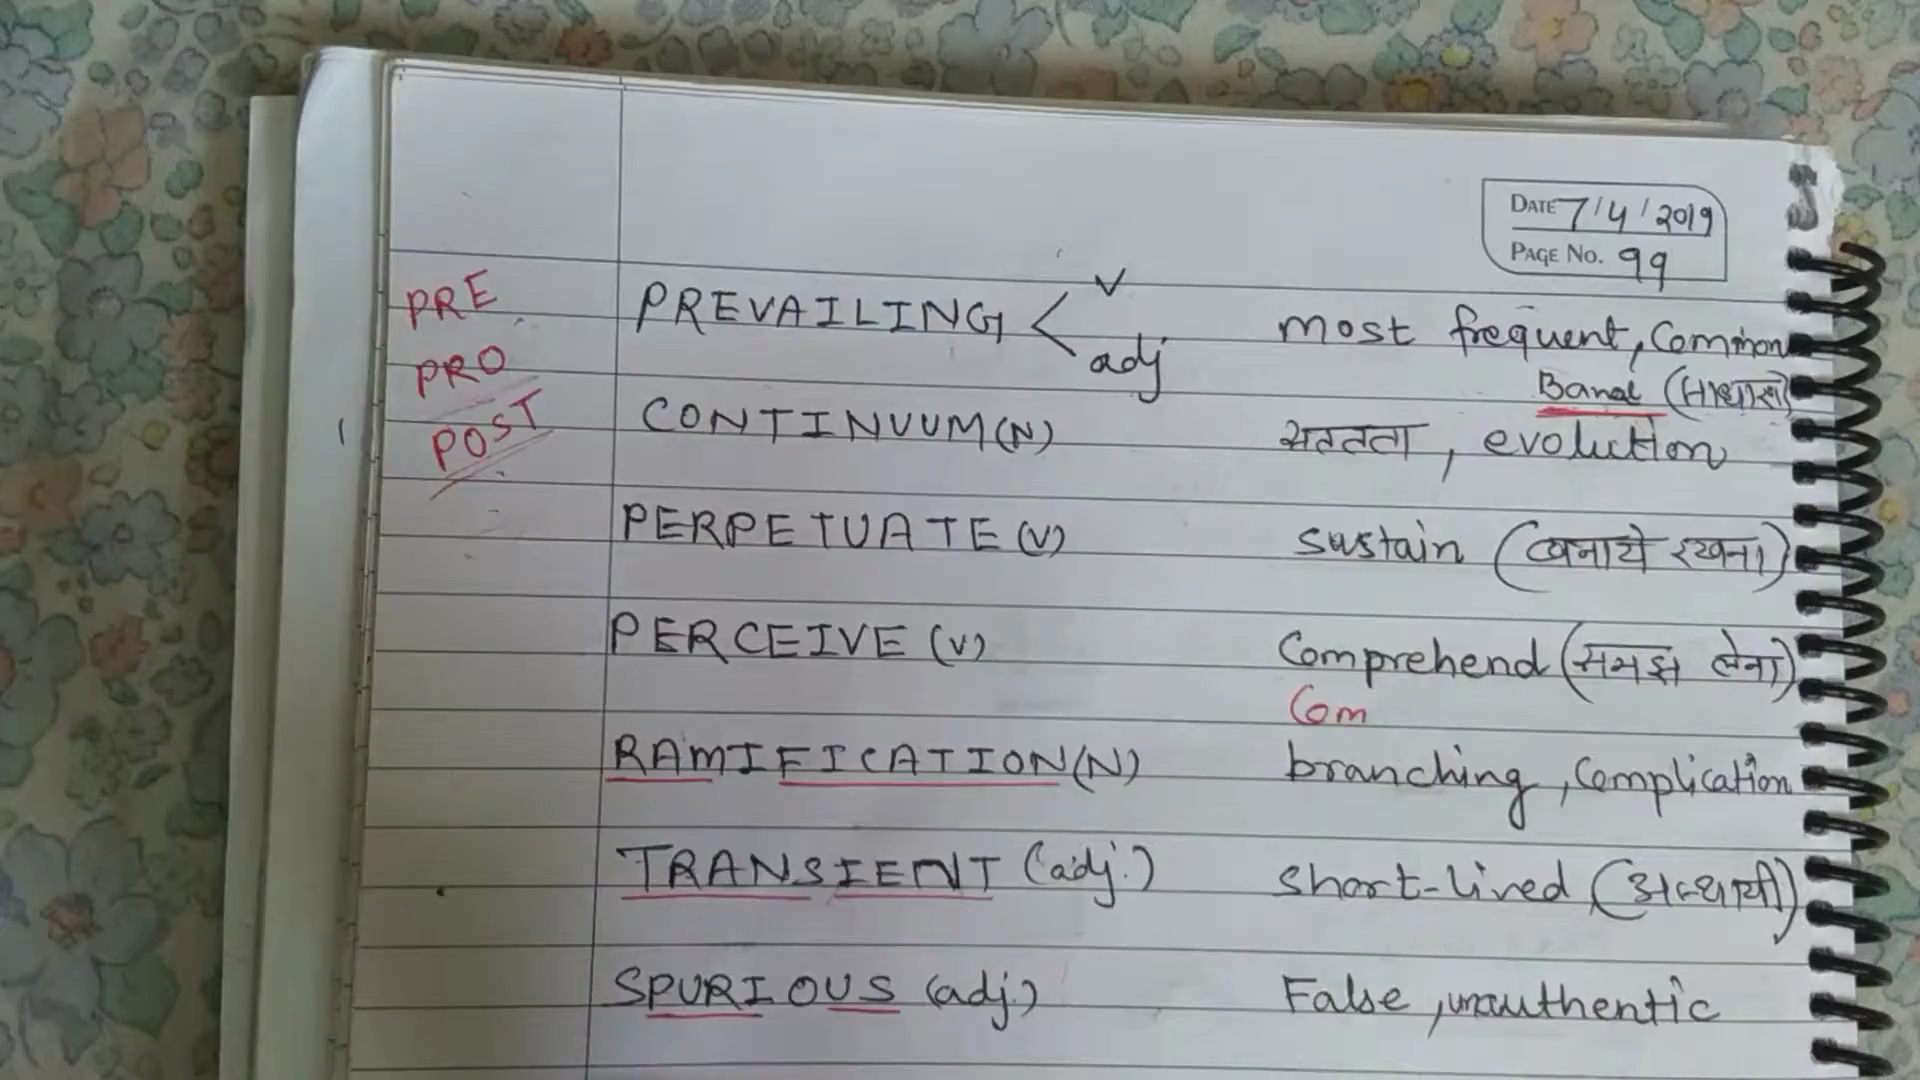 DATE 7/4/2019
PAGE NO. 99
PRE
PRO
POST
PREVAILING < v adj most frequent, Common
Banal (साधारण)
CONTINUUM (N) सततता, evolution
PERPETUATE (V) sustain (बनाये रखना)
PERCEIVE (V) Comprehend (समझ लेना)
Com
RAMIFICATION (N) branching, Complication
TRANSIENT (adj.) Short-lived (अस्थायी)
SPURIOUS (adj.) False, unauthentic